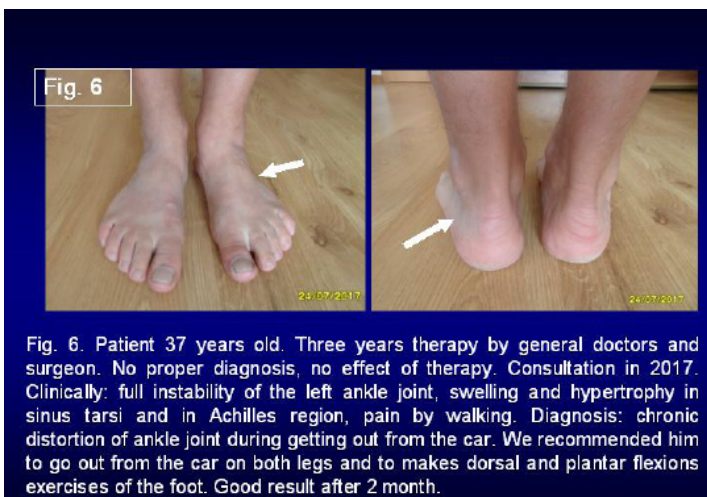 Fig. 6
24/07/2017
24/07/2017
Fig. 6. Patient 37 years old. Three years therapy by general doctors and
surgeon. No proper diagnosis, no effect of therapy. Consultation in 2017.
Clinically: full instability of the left ankle joint, swelling and hypertrophy in
sinus tarsi and in Achilles region, pain by walking. Diagnosis: chronic
distortion of ankle joint during getting out from the car. We recommended him
to go out from the car on both legs and to makes dorsal and plantar flexions
exercises of the foot. Good result after 2 month.